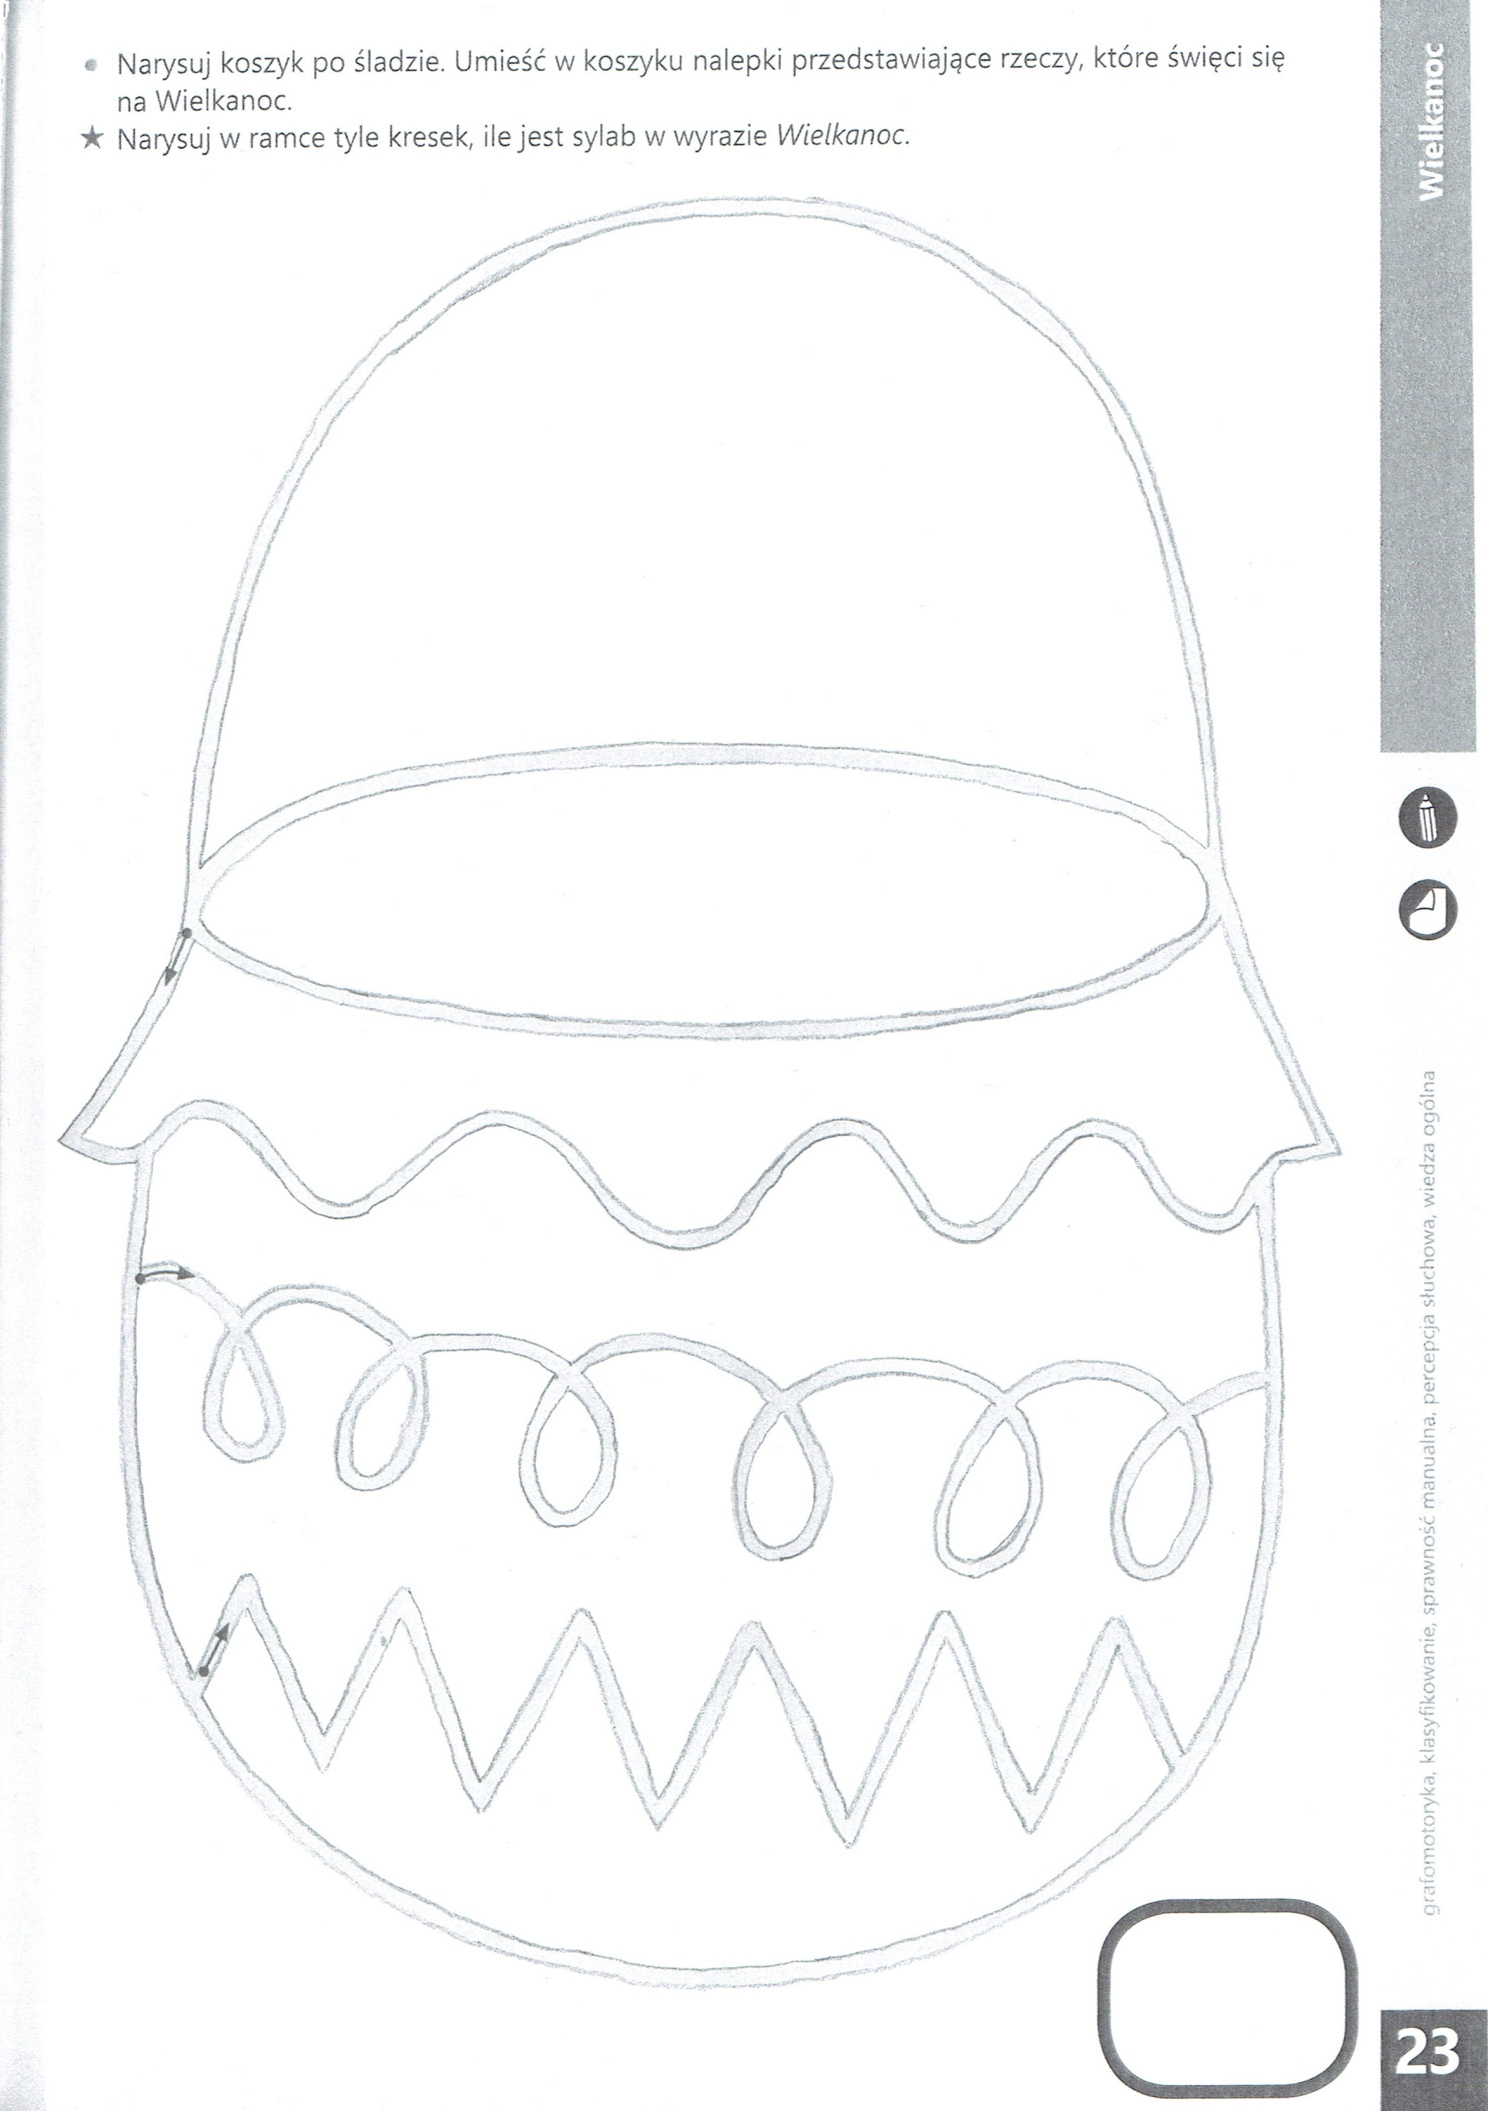 Narysuj koszyk po śladzie. Umieść w koszyku nalepki przedstawiające rzeczy, które święci się
na Wielkanoc.
Narysuj w ramce tyle kresek, ile jest sylab w wyrazie Wielkanoc.
Wielkanoc
grafomotoryka, klasyfikowanie, sprawność manualna, percepcja słuchowa, wiedza ogólna
23